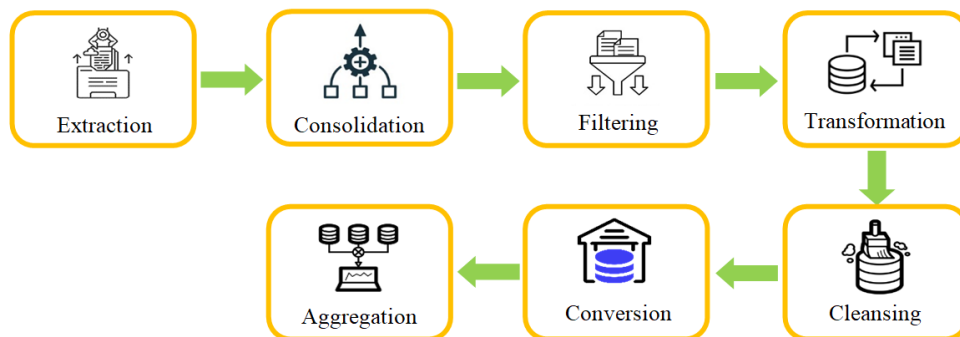 Extraction
Consolidation
Filtering
Transformation
Cleansing
Conversion
Aggregation